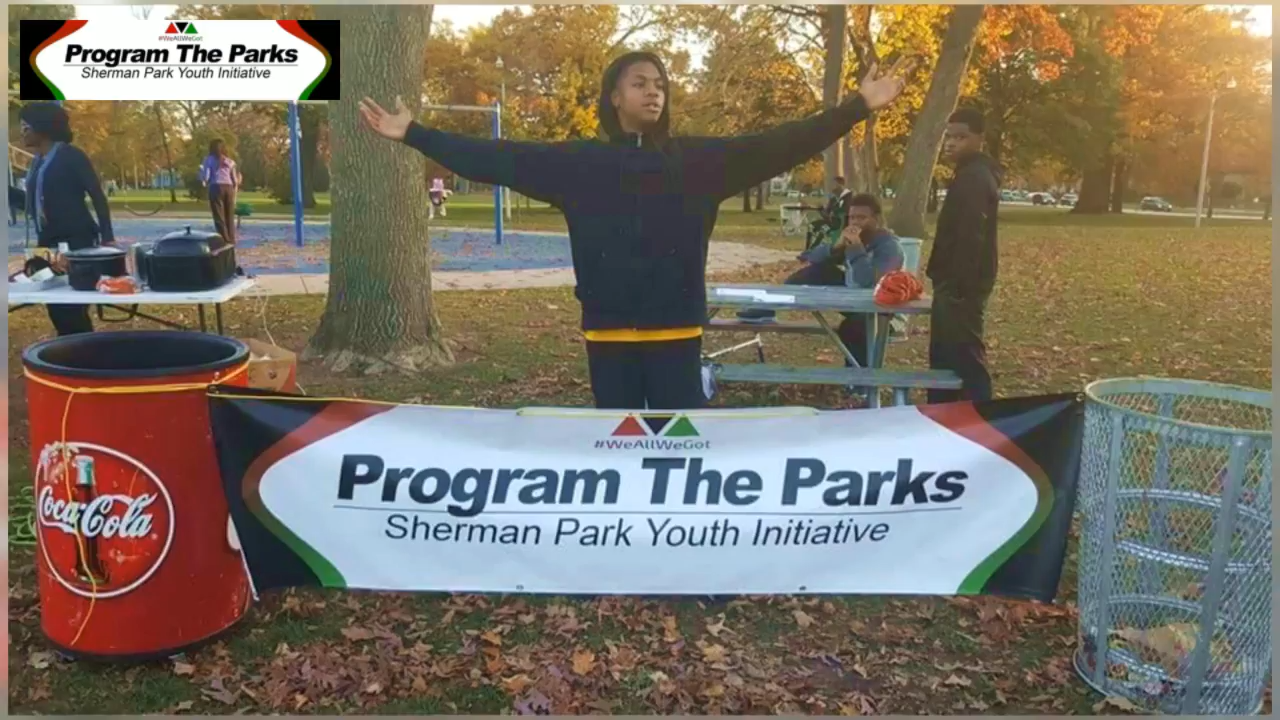 #WeAllWeGot
Program The Parks
Sherman Park Youth Initiative
#WeAllWeGot
Program The Parks
Sherman Park Youth Initiative
Coca-Cola